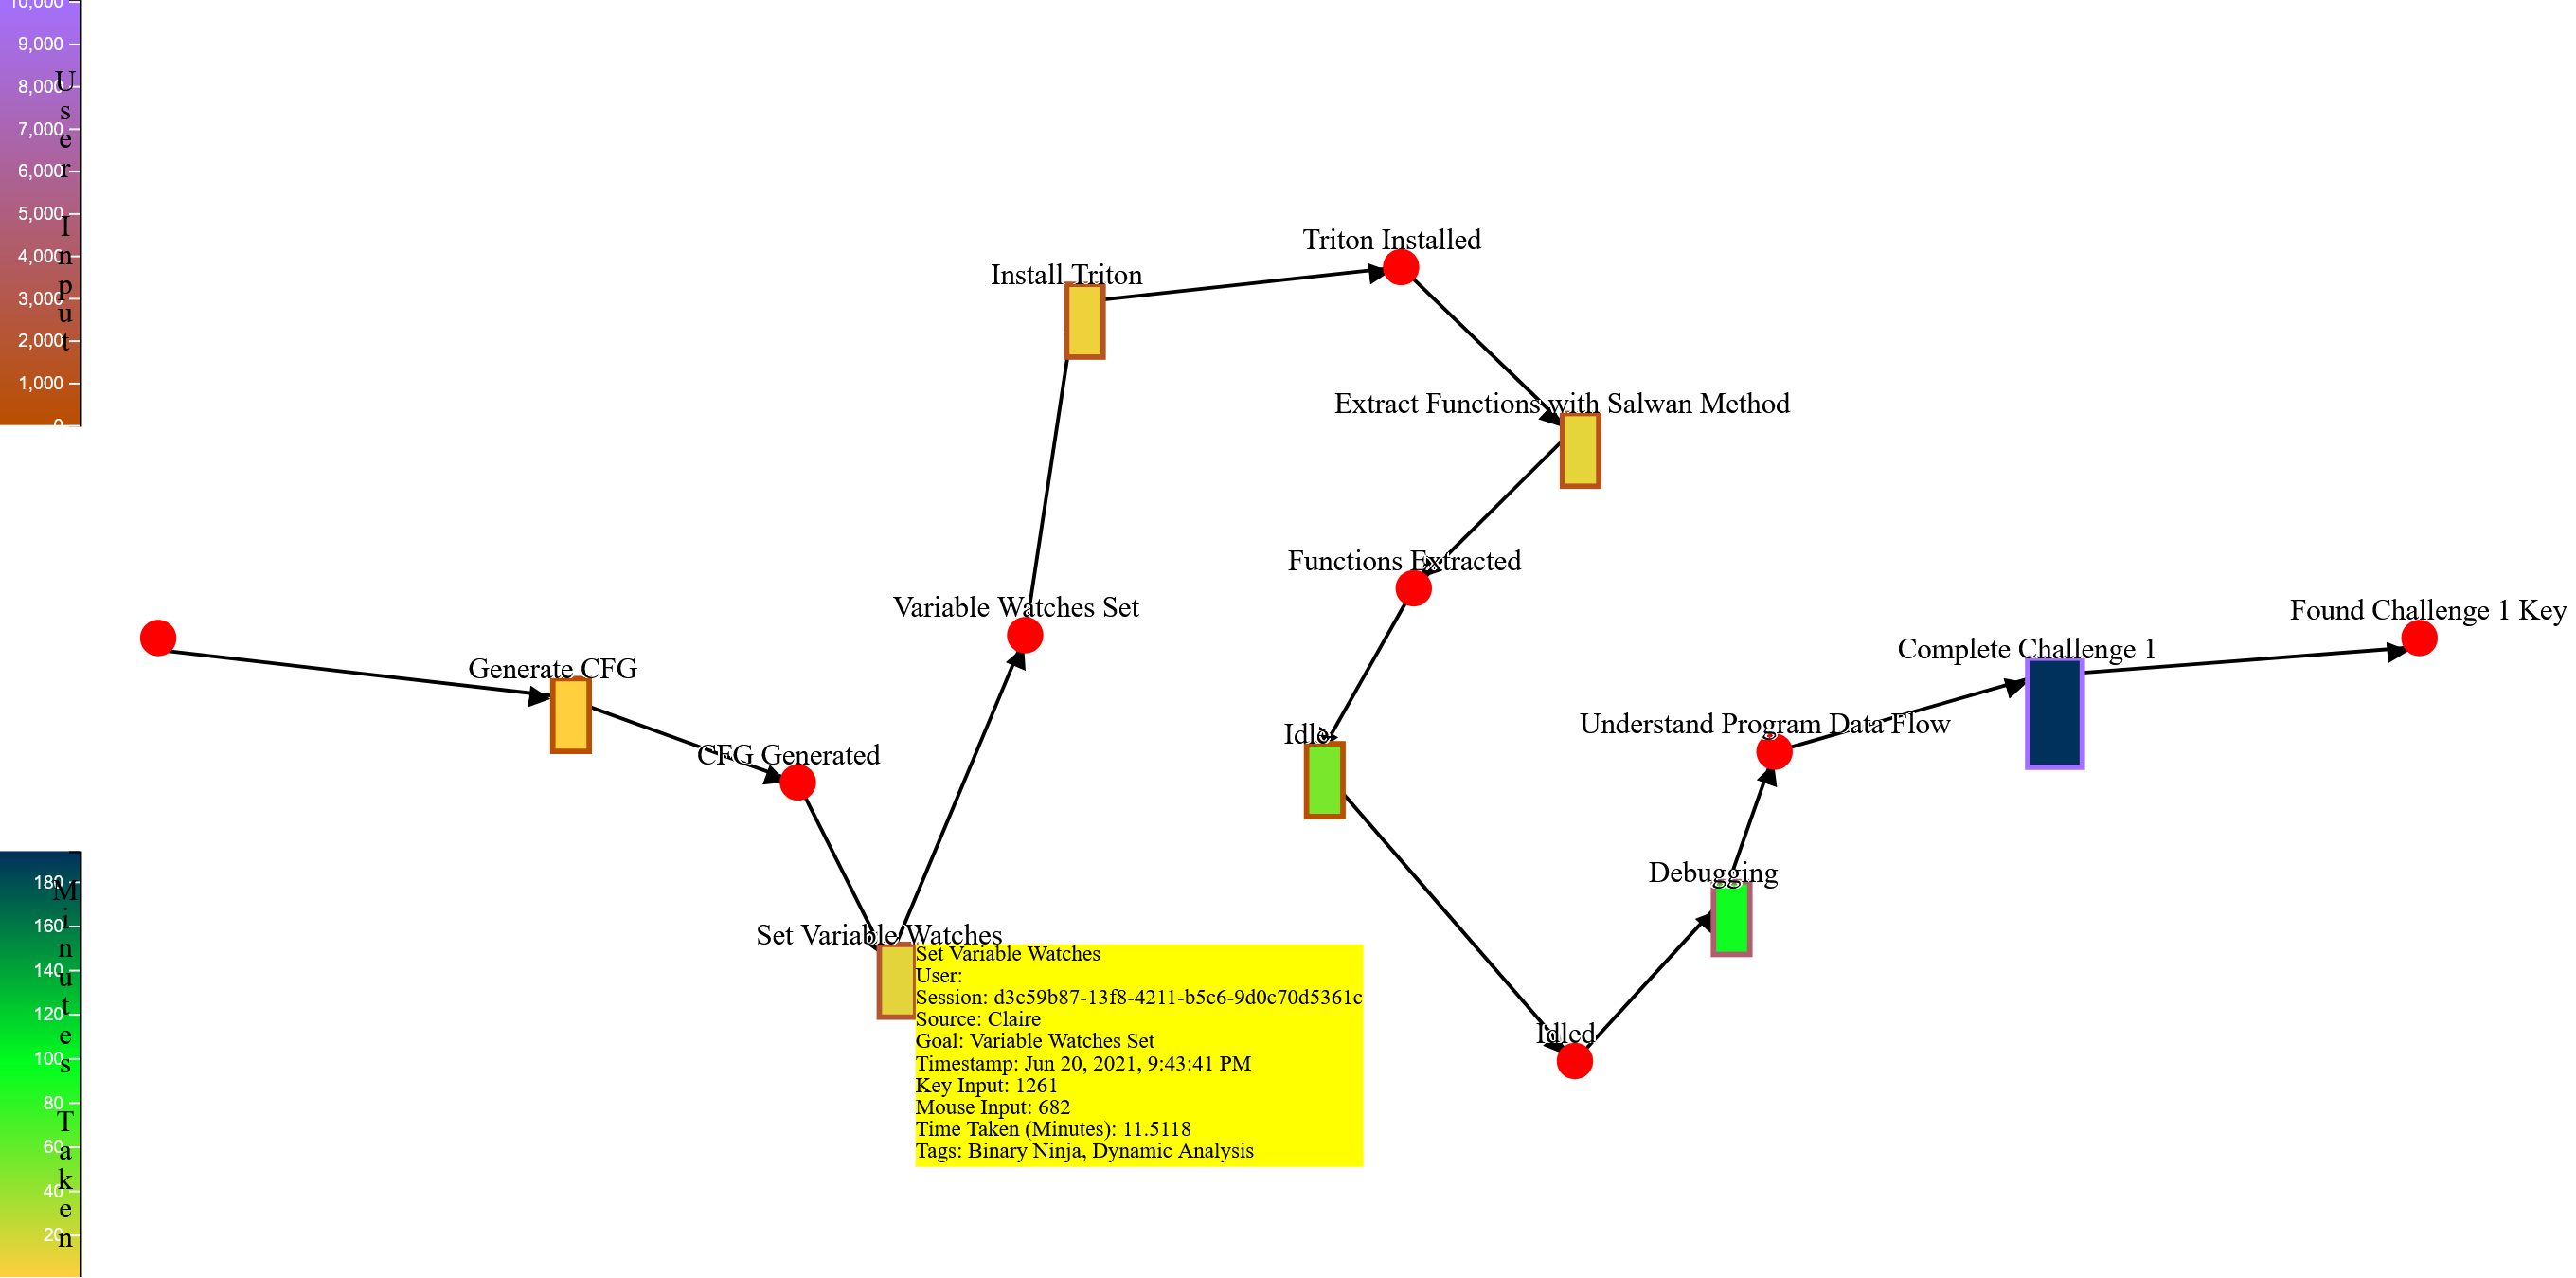 10,000
9,000
8,000
7,000
6,000
5,000
4,000
3,000
2,000
1,000
0
User Input
Triton Installed
Install Triton
Extract Functions with Salwan Method
Functions Extracted
Variable Watches Set
Found Challenge 1 Key
Complete Challenge 1
Generate CFG
Understand Program Data Flow
Idle
CFG Generated
Debugging
Set Variable Watches
Idled
Set Variable Watches
User:
Session: d3c59b87-13f8-4211-b5c6-9d0c70d5361c
Source: Claire
Goal: Variable Watches Set
Timestamp: Jun 20, 2021, 9:43:41 PM
Key Input: 1261
Mouse Input: 682
Time Taken (Minutes): 11.5118
Tags: Binary Ninja, Dynamic Analysis
180
160
140
120
100
80
60
40
20
Minutes Taken